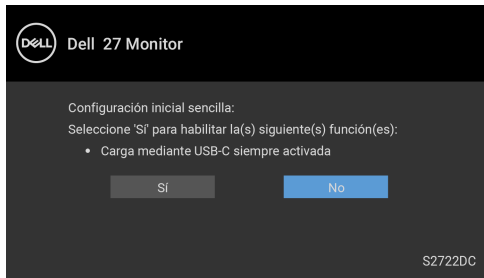 DELL
Dell 27 Monitor
Configuración inicial sencilla:
Seleccione 'Sí' para habilitar la(s) siguiente(s) función(es):
• Carga mediante USB-C siempre activada
Sí
No
S2722DC